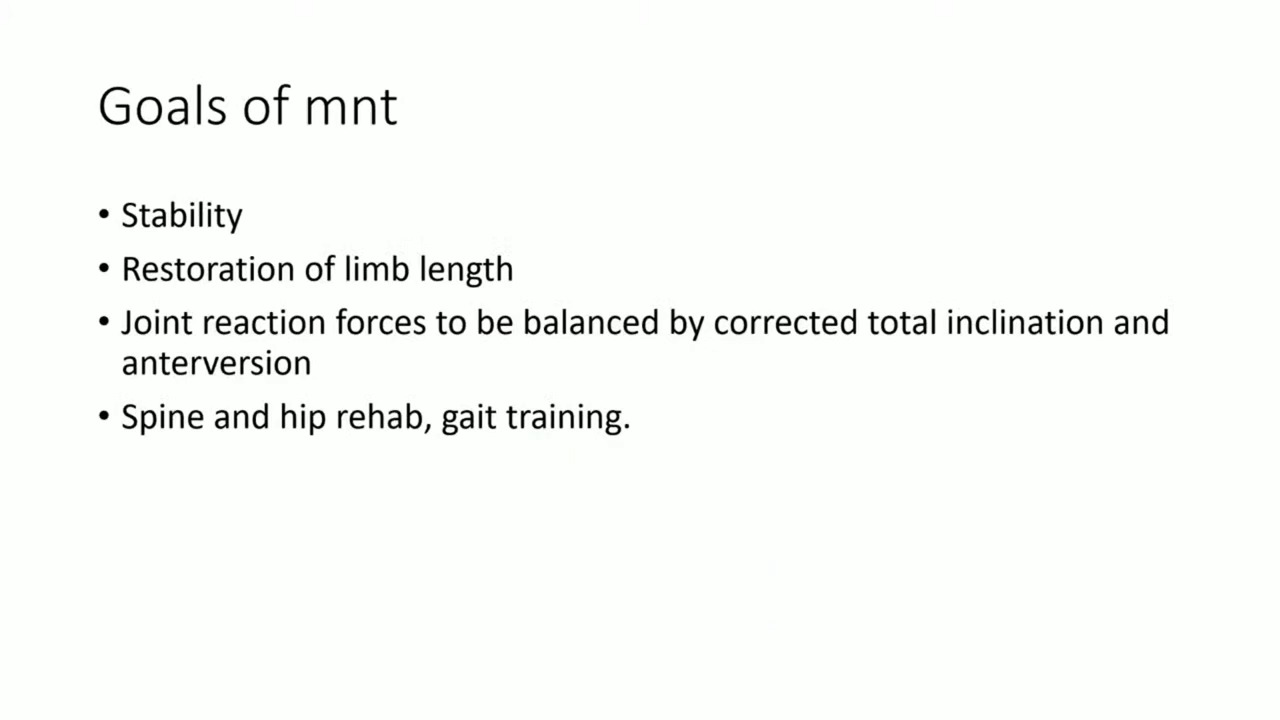 Goals of mnt
• Stability
• Restoration of limb length
• Joint reaction forces to be balanced by corrected total inclination and
anterversion
• Spine and hip rehab, gait training.